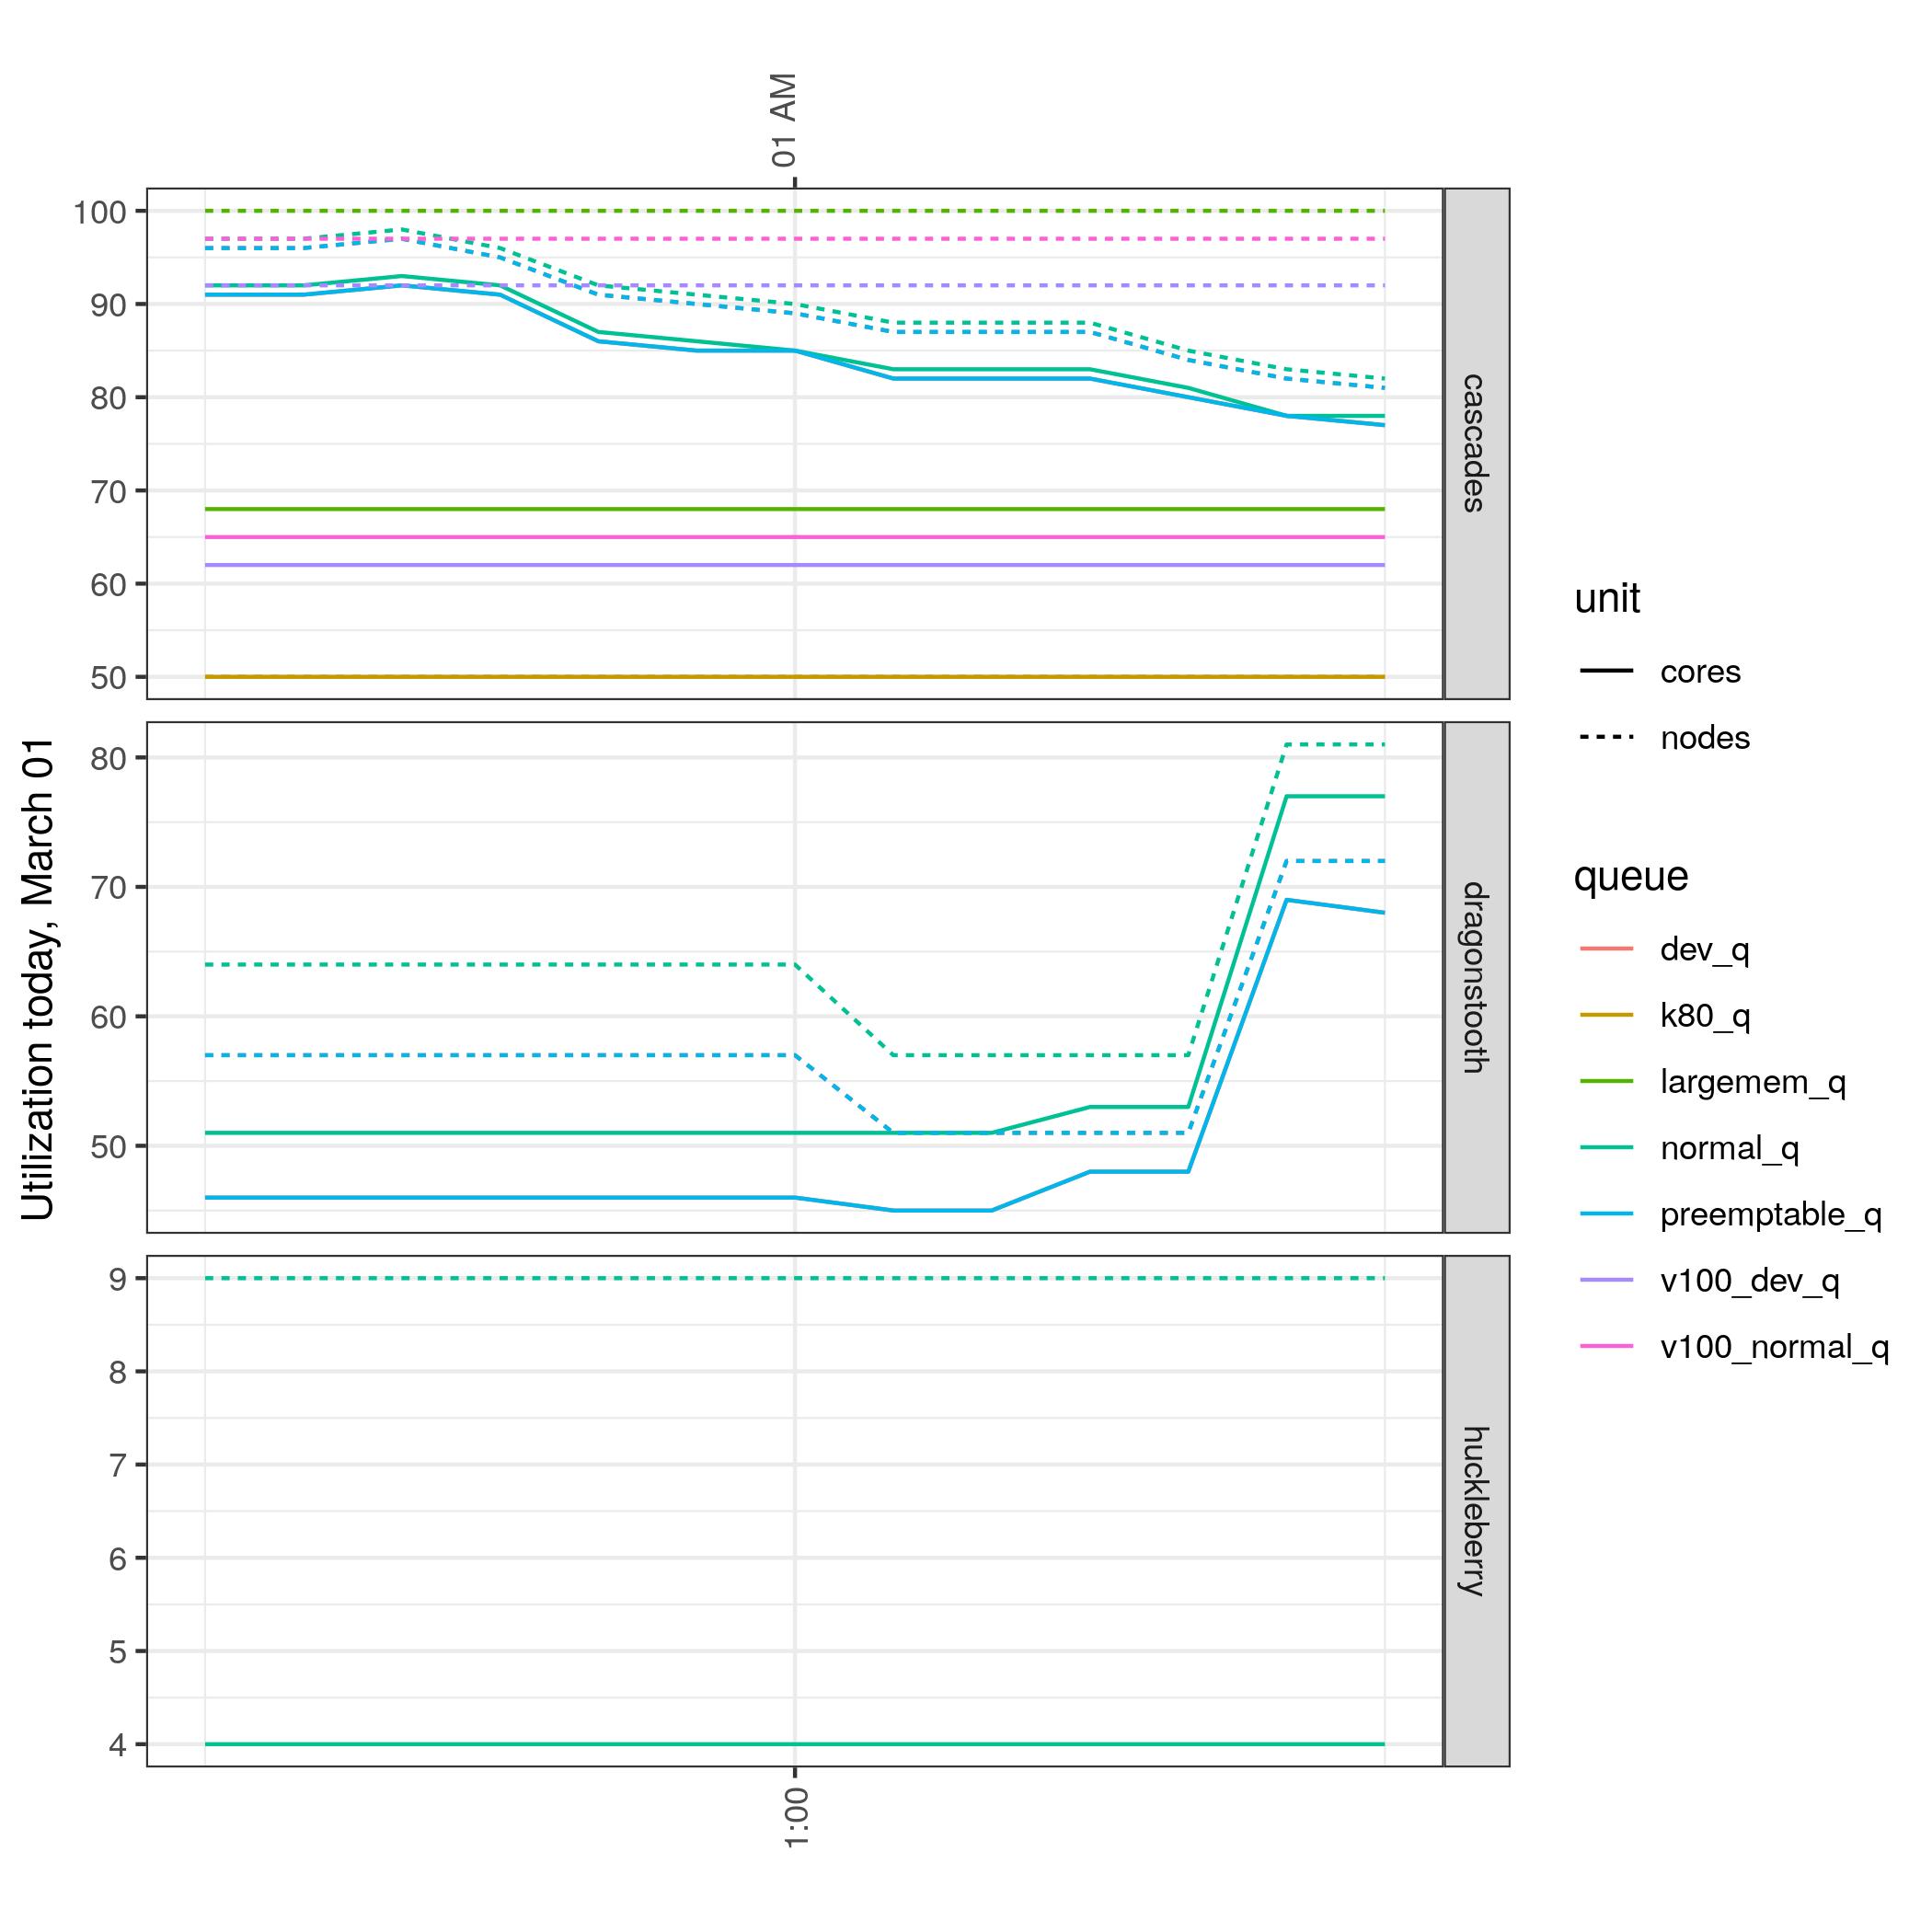 01 AM
Utilization today, March 01
100
90
80
70
60
50
cascades
80
70
60
50
dragonstooth
9
8
7
6
5
4
huckleberry
1:00
unit
cores
nodes
queue
dev_q
k80_q
largemem_q
normal_q
preemptable_q
v100_dev_q
v100_normal_q